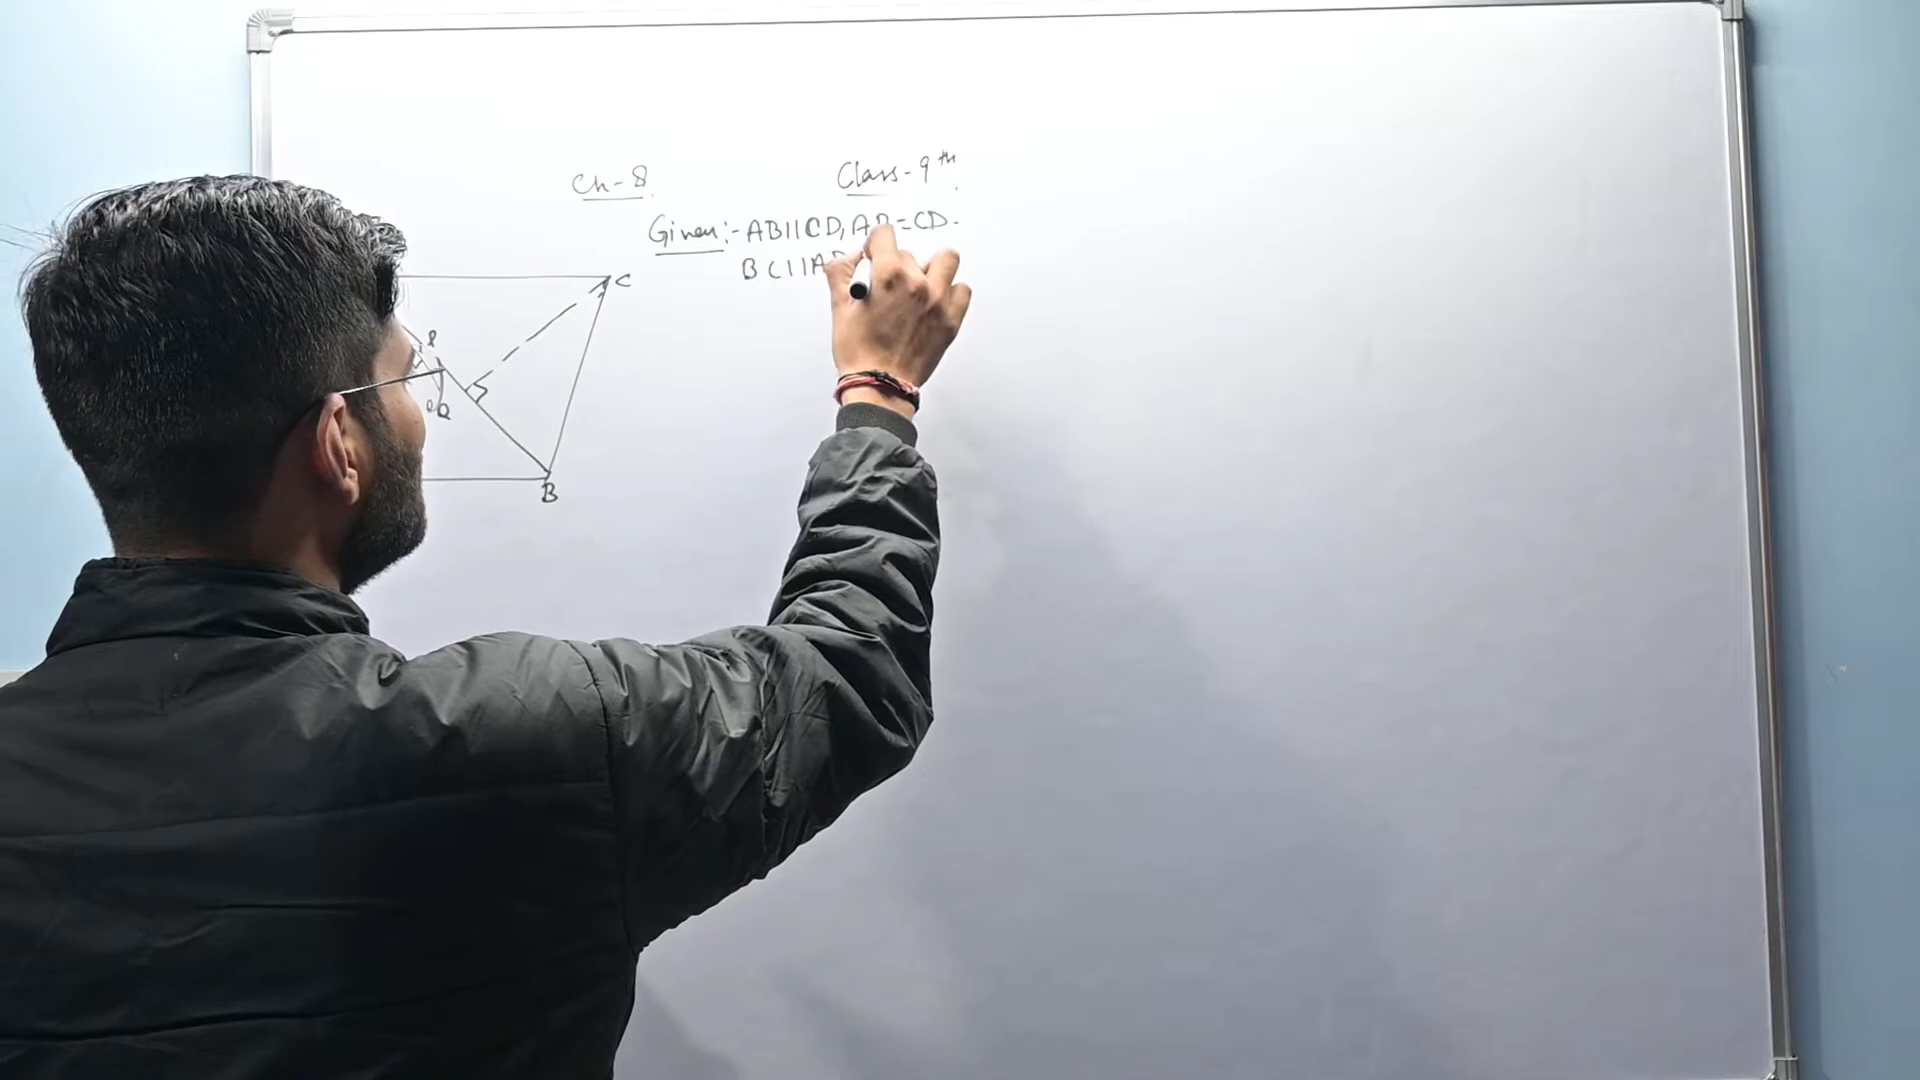 Ch-8
Class-9th
Given:- AB||CD, AB=CD.
BC||AD
C
P
Q
B